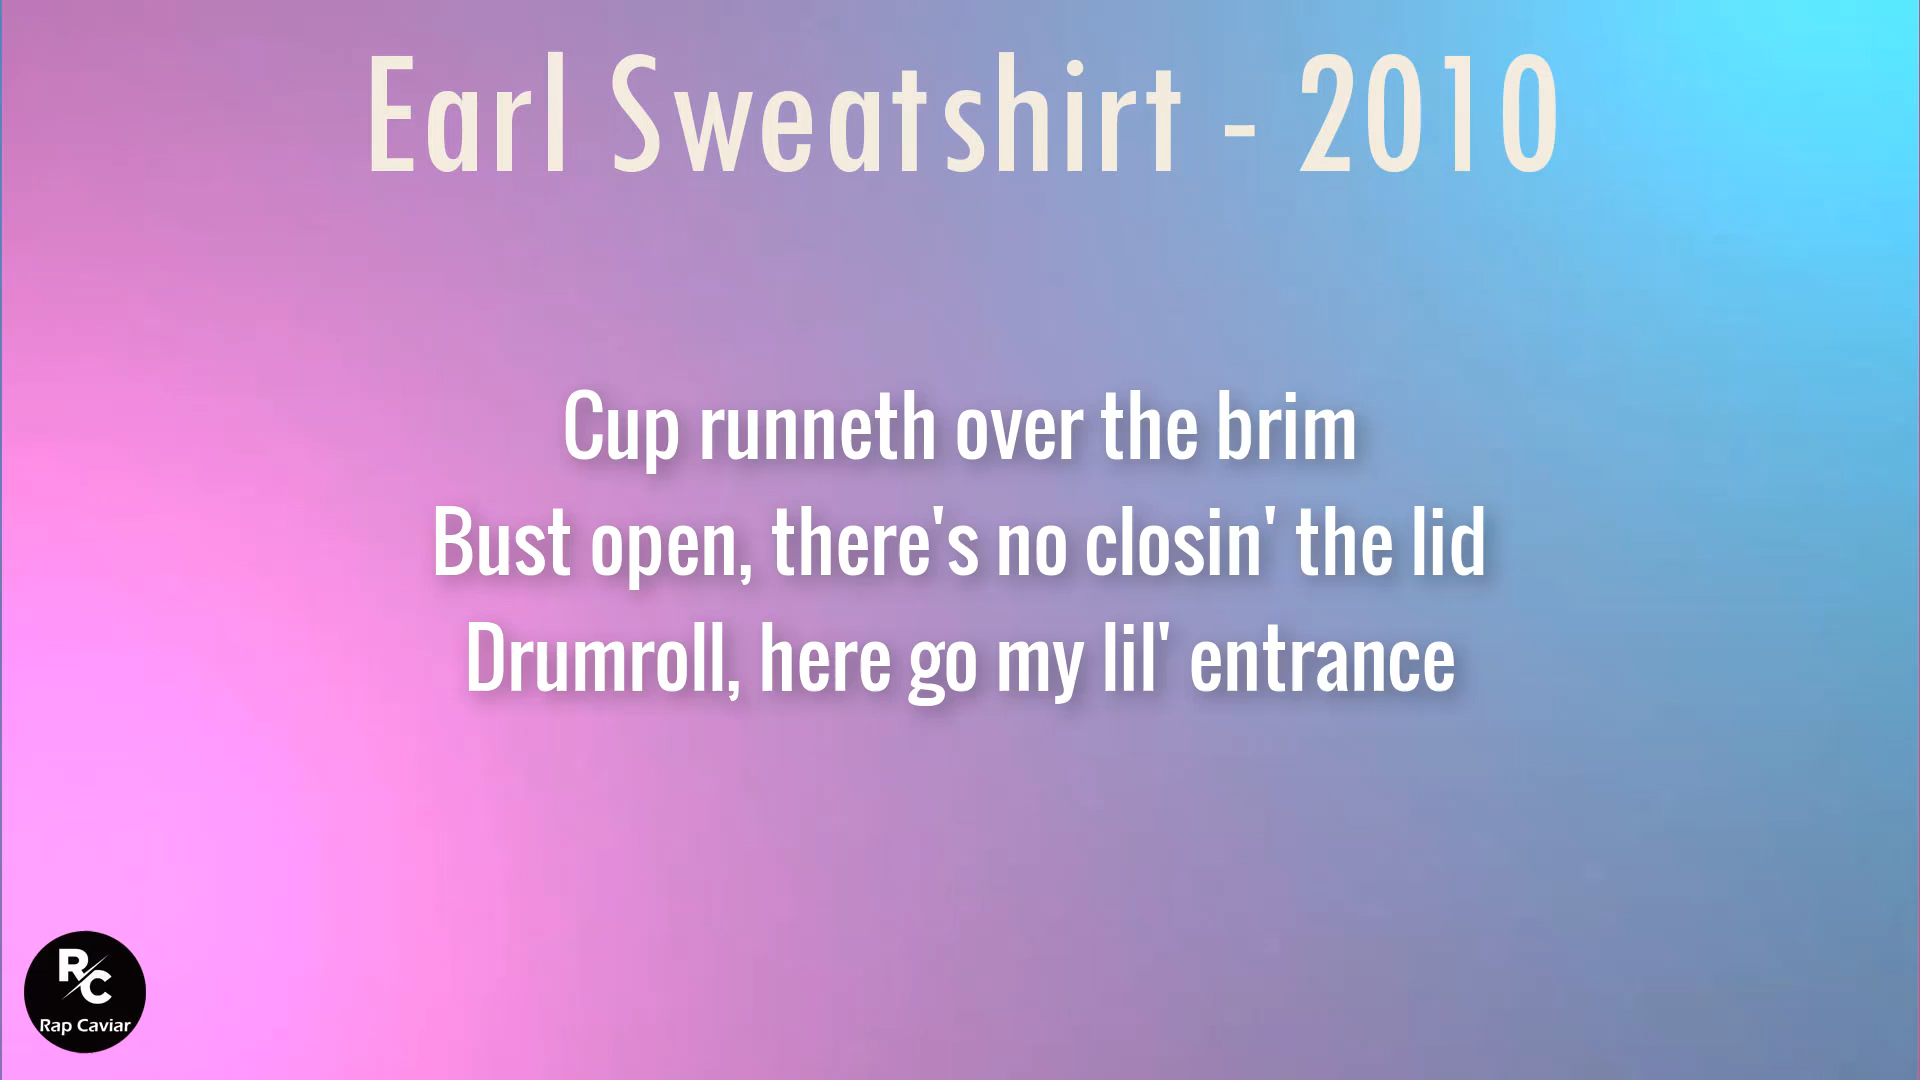 Earl Sweatshirt - 2010
Cup runneth over the brim
Bust open, there's no closin' the lid
Drumroll, here go my lil' entrance
RC
Rap Caviar